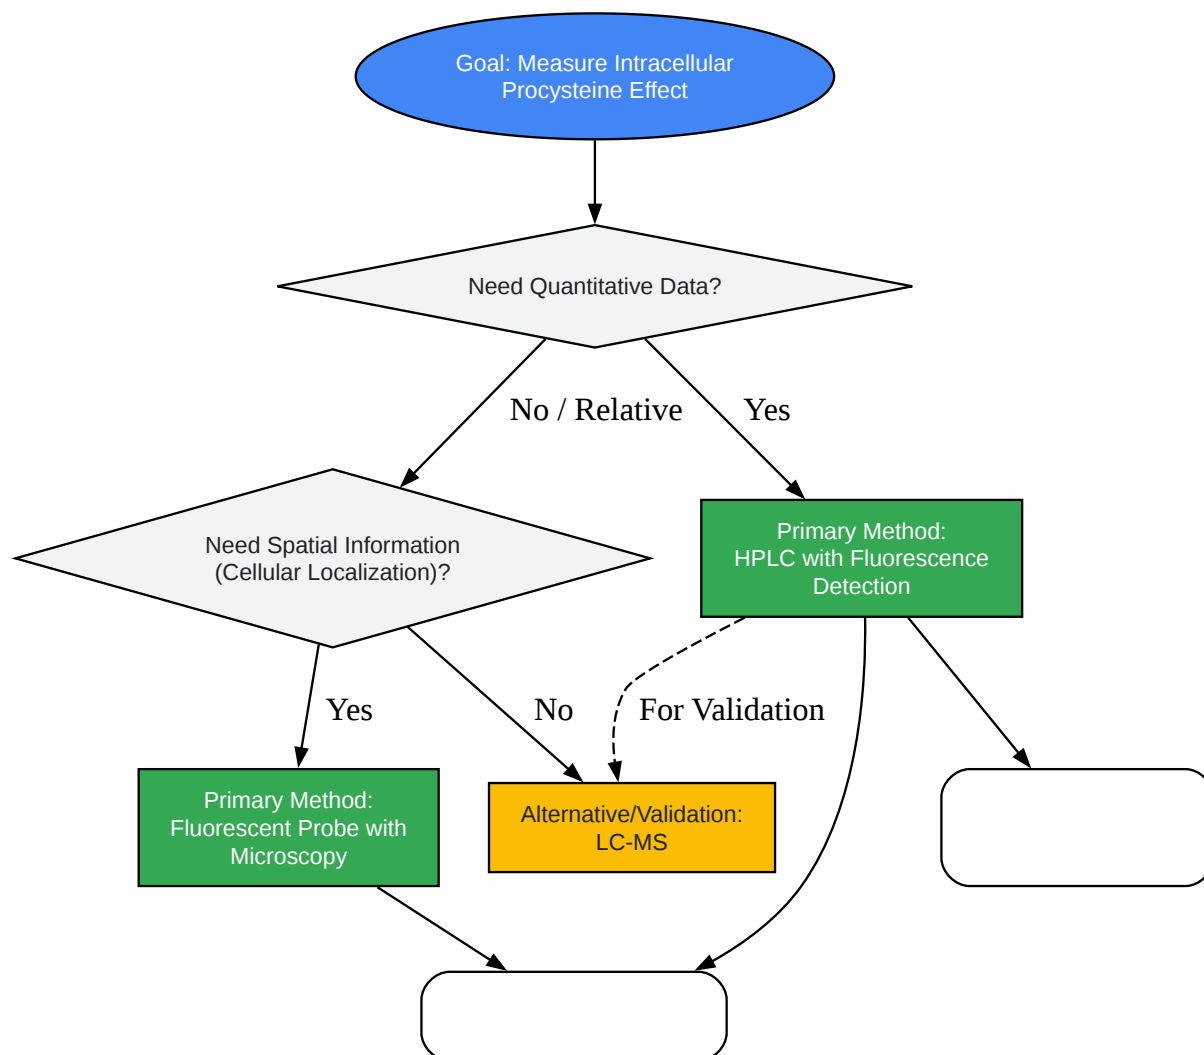 Goal: Measure Intracellular
Procysteine Effect
Need Quantitative Data?
No / Relative
Yes
Need Spatial Information
(Cellular Localization)?
Primary Method:
HPLC with Fluorescence
Detection
Yes
No
For Validation
Primary Method:
Fluorescent Probe with
Microscopy
Alternative/Validation:
LC-MS